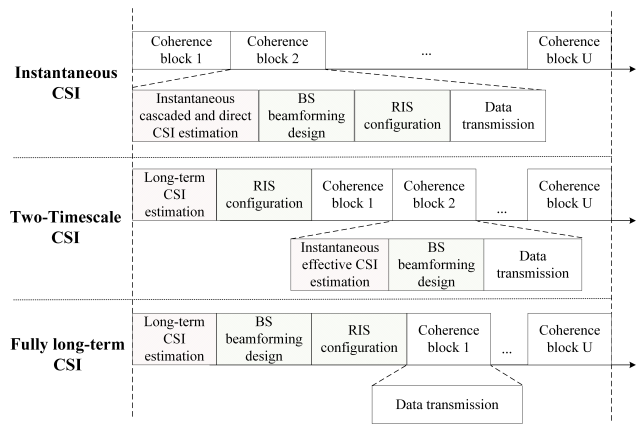 Instantaneous
CSI
Coherence
block 1
Coherence
block 2
...
Coherence
block U
Instantaneous
cascaded and direct
CSI estimation
BS
beamforming
design
RIS
configuration
Data
transmission
Two-Timescale
CSI
Long-term
CSI
estimation
RIS
configuration
Coherence
block 1
Coherence
block 2
...
Coherence
block U
Instantaneous
effective CSI
estimation
BS
beamforming
design
Data
transmission
Fully long-term
CSI
Long-term
CSI
estimation
BS
beamforming
design
RIS
configuration
Coherence
block 1
...
Coherence
block U
Data transmission